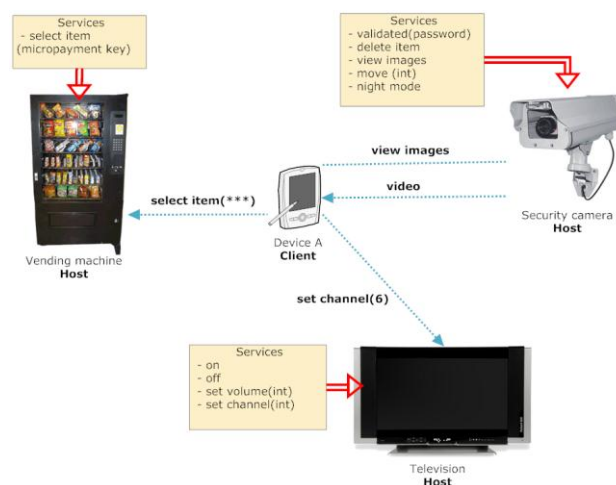 Services
- select item
(micropayment key)
Services
- validated(password)
- delete item
- view images
- move (int)
- night mode
view images
video
select item(***)
Security camera
Host
Device A
Client
Vending machine
Host
set channel(6)
Services
- on
- off
- set volume(int)
- set channel(int)
Television
Host